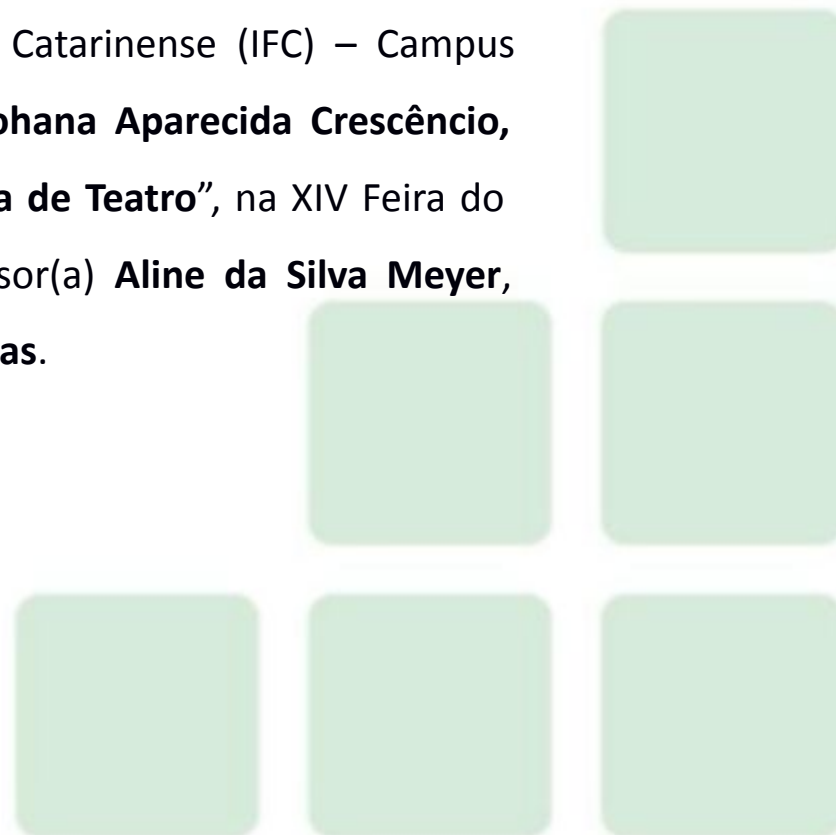 Catarinense (IFC) – Campus
ohana Aparecida Crescêncio,
a de Teatro”, na XIV Feira do
sor(a) Aline da Silva Meyer,
as.